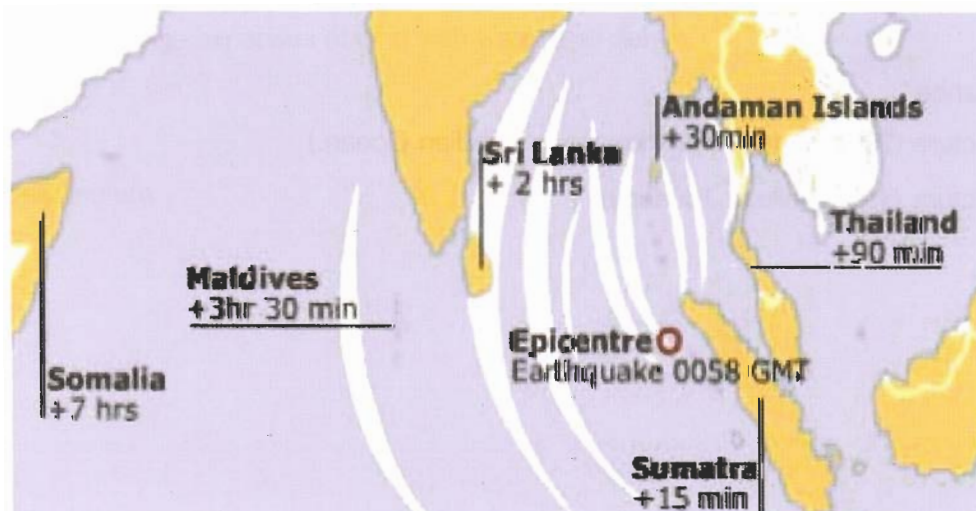 Andaman Islands
+30min
Sri Lanka
+ 2 hrs
Thailand
+90 min
Maldives
+3hr 30 min
Epicentre
Earthquake 0058 GMT
Somalia
+7 hrs
Sumatra
+15 min